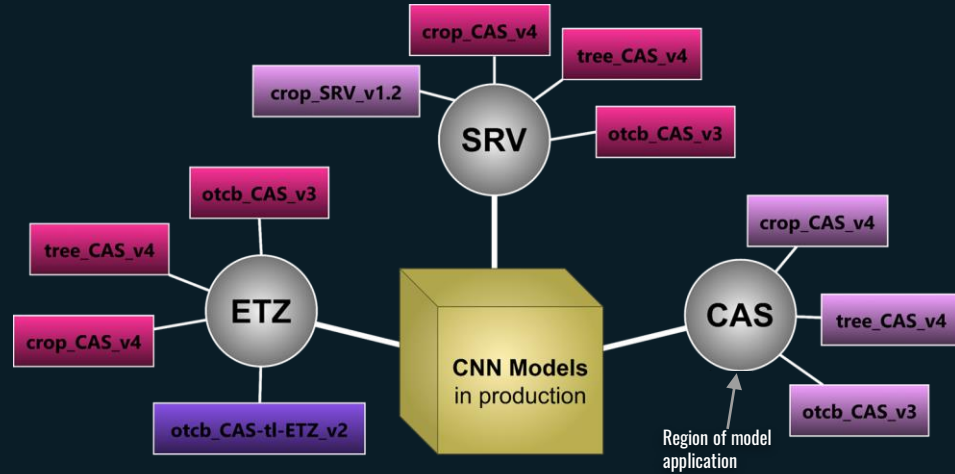 crop_CAS_v4
tree_CAS_v4
crop_SRV_v1.2
SRV
otcb_CAS_v3
otcb_CAS_v3
tree_CAS_v4
ETZ
crop_CAS_v4
otcb_CAS-tl-ETZ_v2
CNN Models
in production
crop_CAS_v4
CAS
tree_CAS_v4
otcb_CAS_v3
Region of model
application